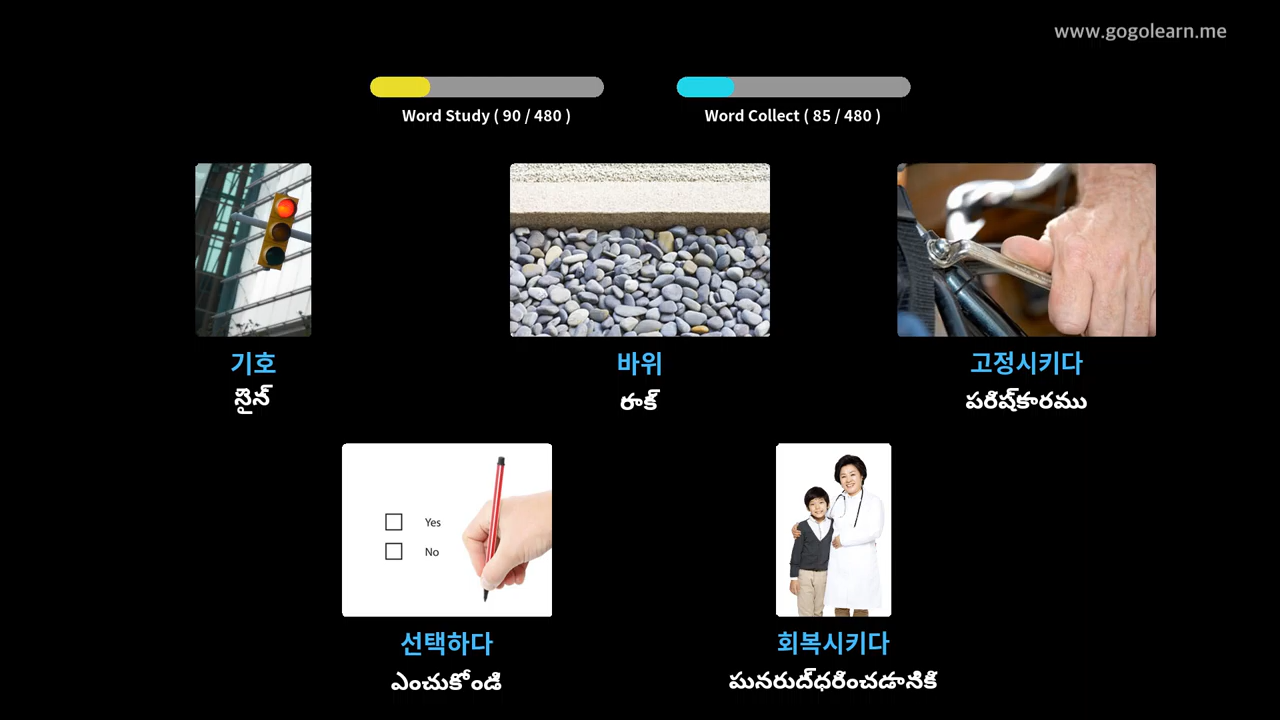 www.gogolearn.me
Word Study ( 90 / 480 )
Word Collect ( 85 / 480 )
기호
సైన్
바위
రాక్
고정시키다
పరిష్కారము
Yes
No
선택하다
ఎంచుకోండి
회복시키다
పునరుద్ధరించడానికి